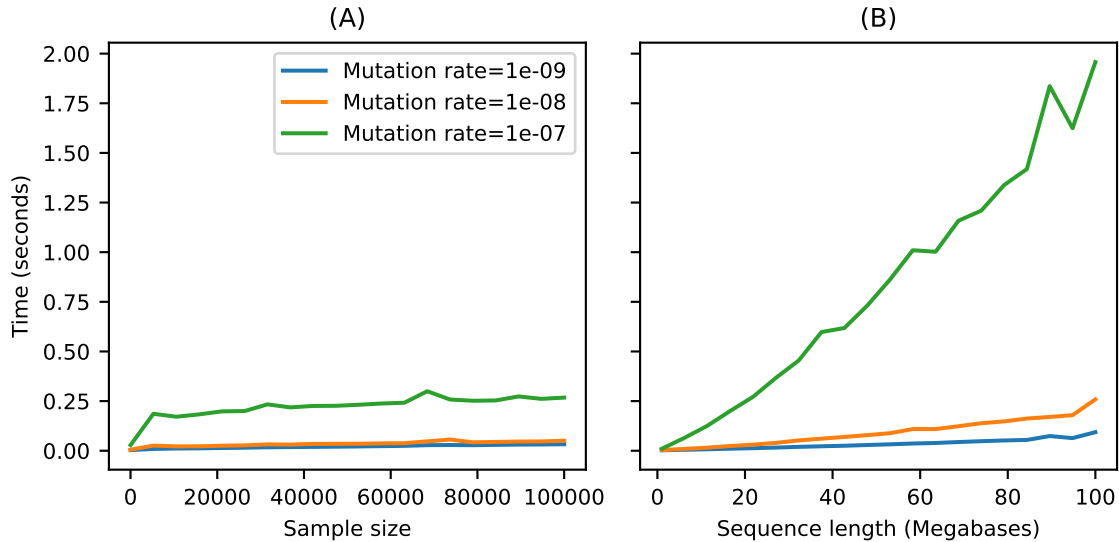 (A)
(B)
Time (seconds)
2.00
1.75
1.50
1.25
1.00
0.75
0.50
0.25
0.00
Mutation rate=1e-09
Mutation rate=1e-08
Mutation rate=1e-07
0 20000 40000 60000 80000 100000
Sample size
0 20 40 60 80 100
Sequence length (Megabases)